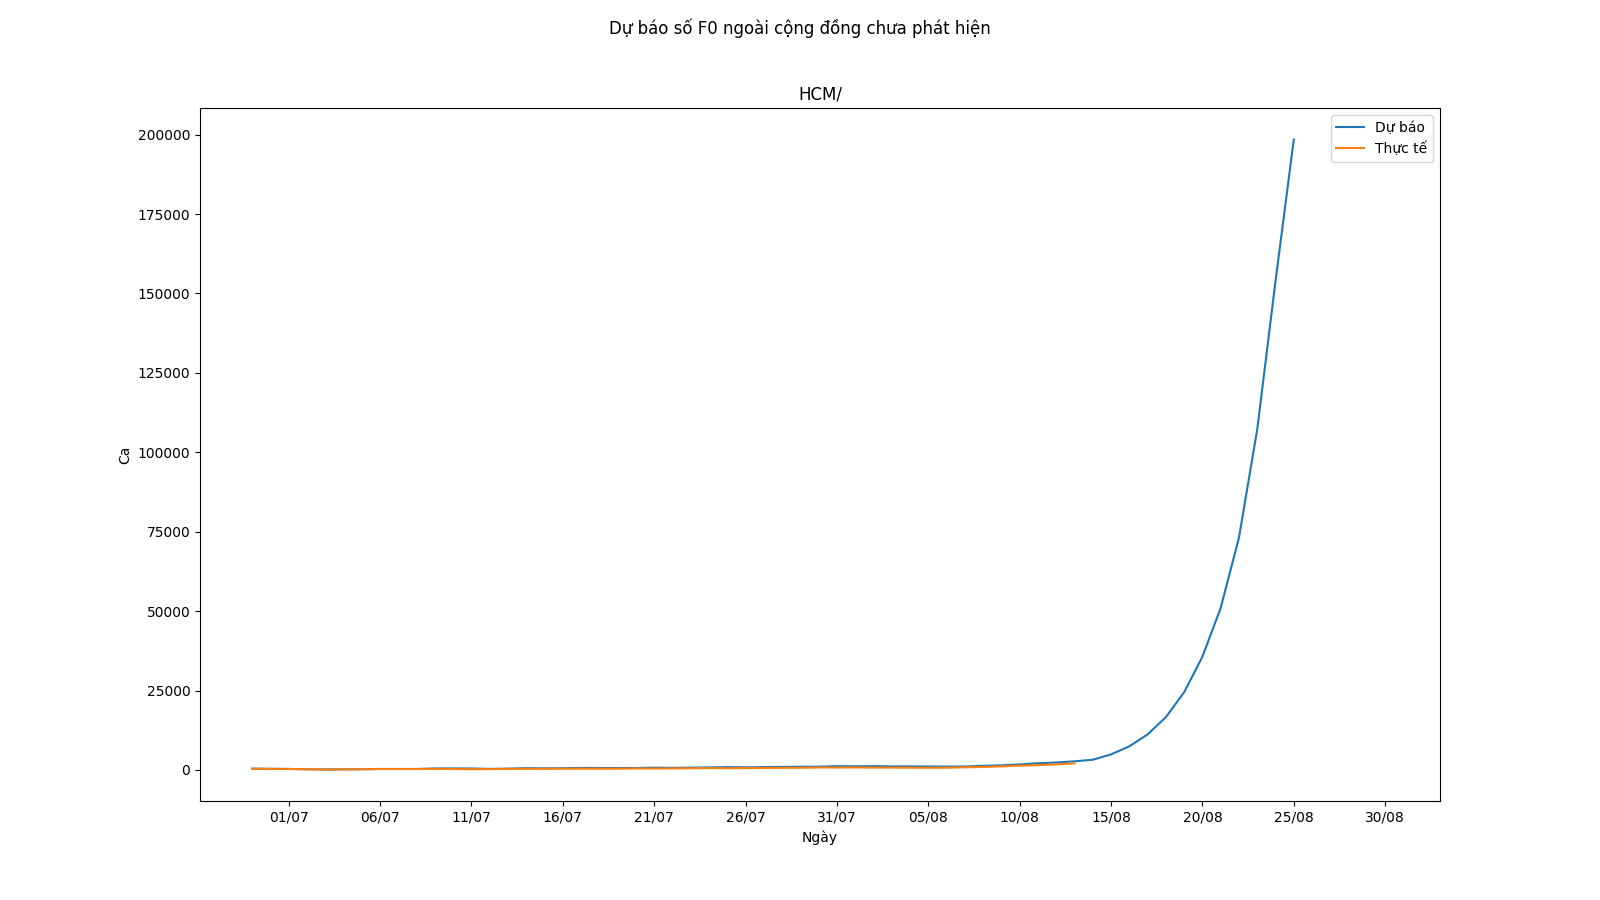 Dự báo số F0 ngoài cộng đồng chưa phát hiện
HCM/
Dự báo
Thực tế
200000
175000
150000
125000
100000
75000
50000
25000
0
Ca
01/07 06/07 11/07 16/07 21/07 26/07 31/07 05/08 10/08 15/08 20/08 25/08 30/08
Ngày